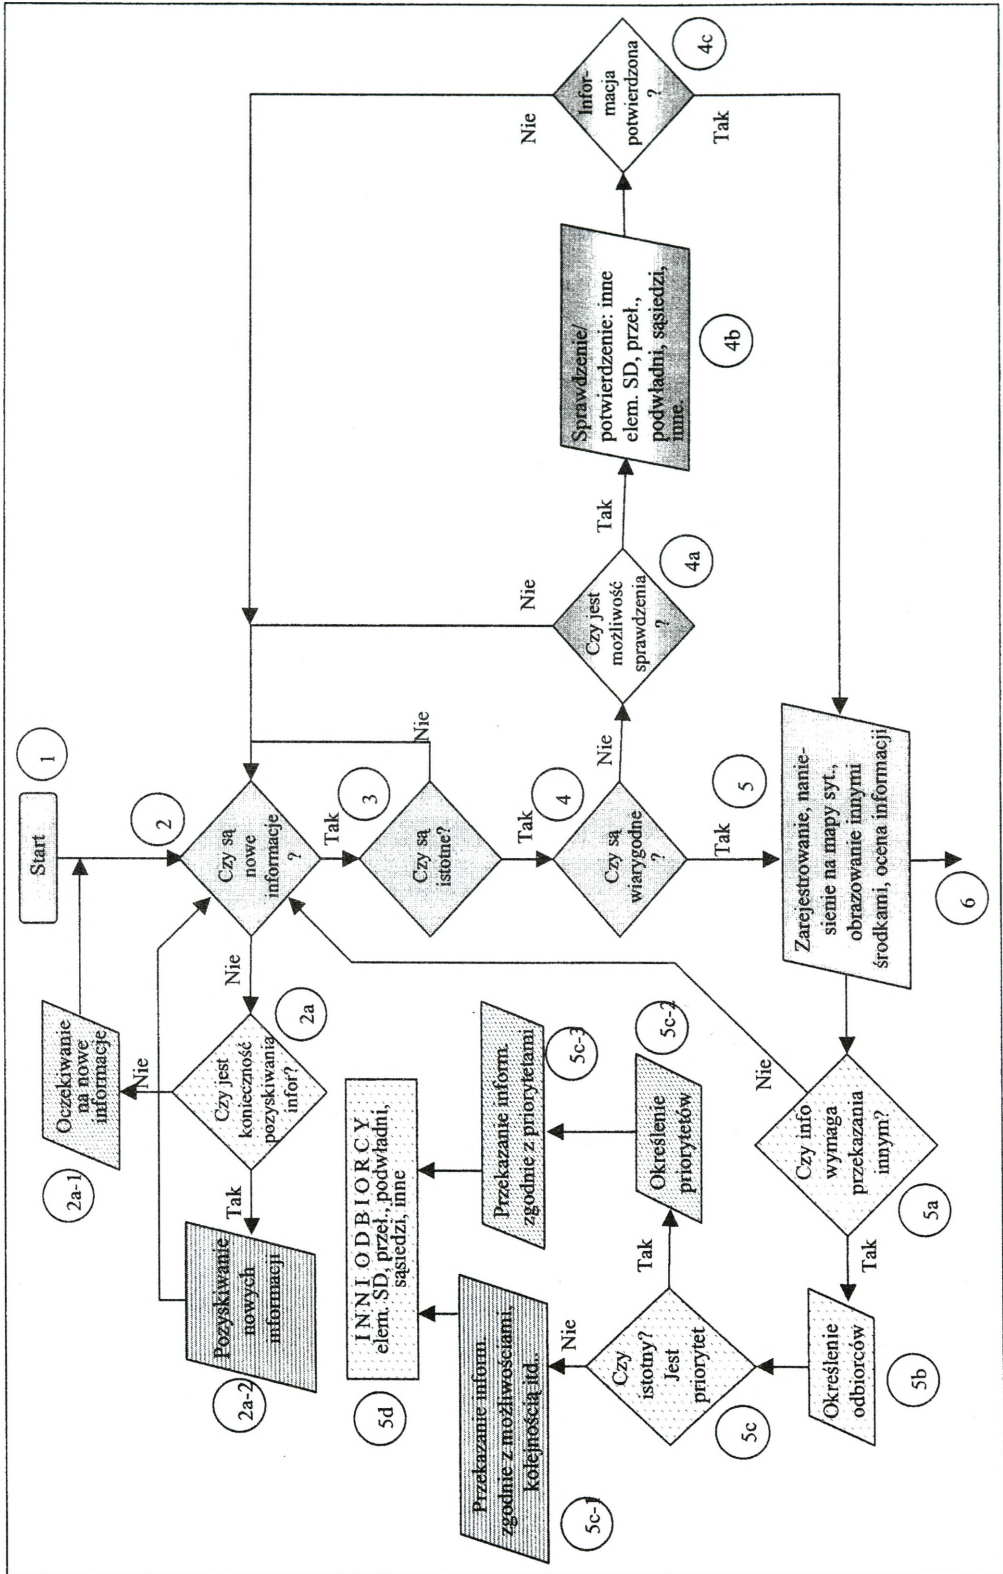 Start
1
2
Czy są
nowe
informacje
?
Nie
Czy jest
konieczność
pozyskiwania
infor?
2a
Nie
Oczekiwanie
na nowe
informacje
2a-1
Tak
Pozyskiwanie
nowych
informacji
2a-2
Tak
3
Czy są
istotne?
Nie
Tak
4
Czy są
wiarygodne
?
Nie
Czy jest
możliwość
sprawdzenia
?
4a
Nie
Tak
Sprawdzenie/
potwierdzenie: inne
elem. SD, przeł.,
podwładni, sąsiedzi,
inne.
4b
Infor-
macja
potwierdzona
?
4c
Nie
Tak
Tak
5
Zarejestrowanie, nanie-
sienie na mapy syt.,
obrazowanie innymi
środkami, ocena informacji
6
Czy info
wymaga
przekazania
innym?
5a
Nie
Tak
Określenie
odbiorców
5b
Czy
istotny?
Jest
priorytet
5c
Nie
Przekazanie inform.
zgodnie z możliwościami,
kolejnością itd..
5c-1
Tak
Określenie
priorytetów
5c-2
Przekazanie inform.
zgodnie z priorytetami
5c-3
I N N I O D B I O R C Y
elem. SD, przeł., podwładni,
sąsiedzi, inne
5d